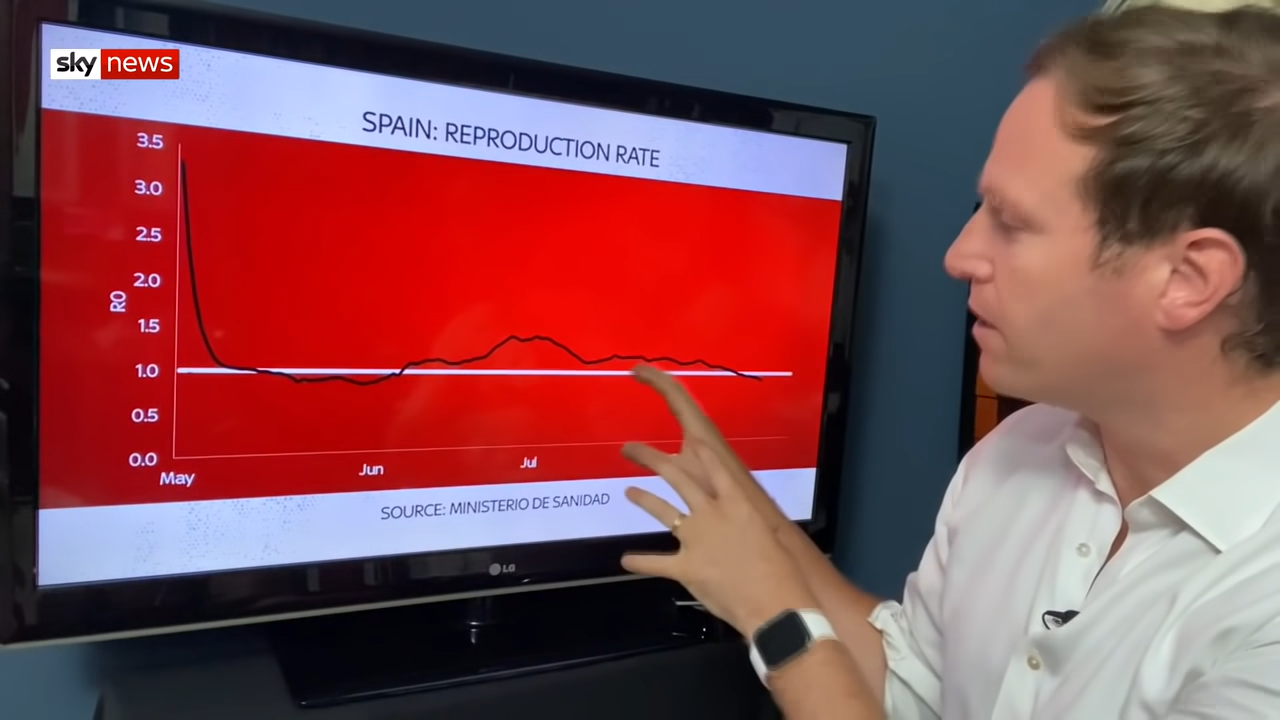 sky news
SPAIN: REPRODUCTION RATE
3.5
3.0
2.5
2.0
R0
1.5
1.0
0.5
0.0
May Jun Jul
SOURCE: MINISTERIO DE SANIDAD
LG